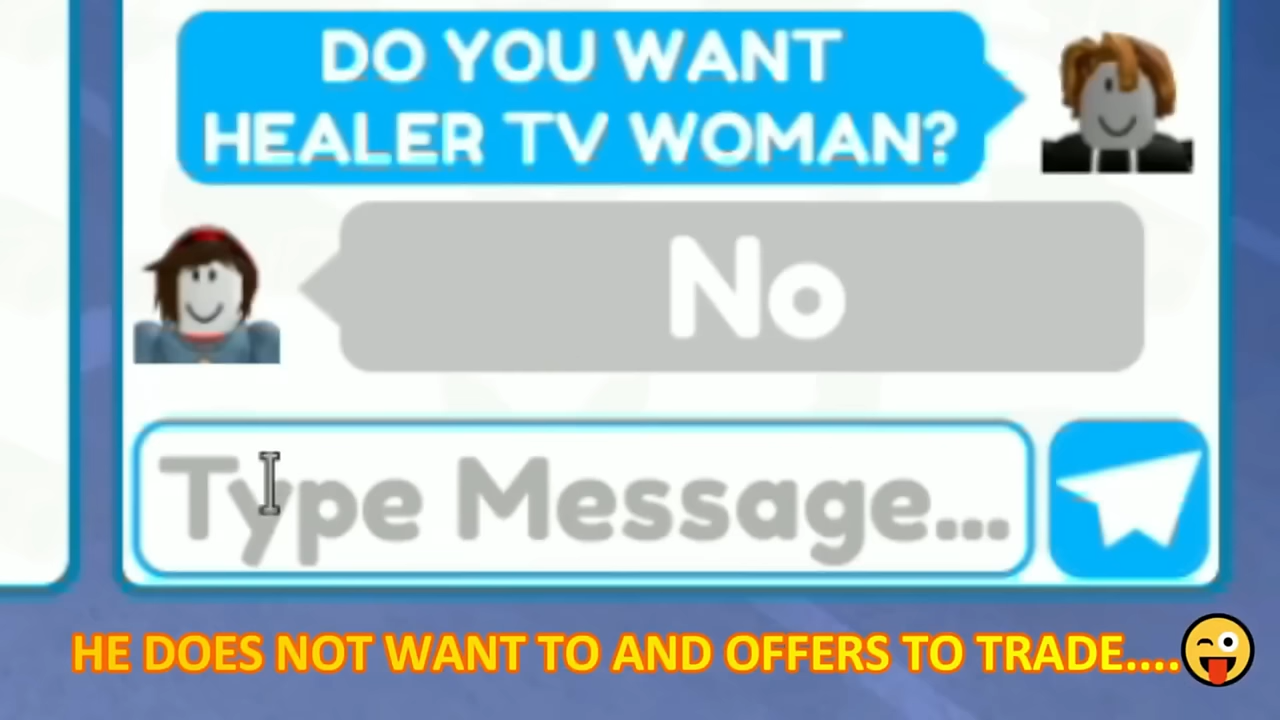 DO YOU WANT
HEALER TV WOMAN?
No
Type Message...
HE DOES NOT WANT TO AND OFFERS TO TRADE....😜